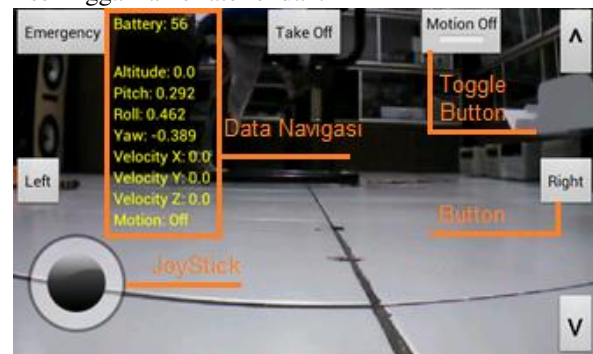 Emergency
Battery: 56
Take Off
Motion Off
Λ
Altitude: 0.0
Pitch: 0.292
Roll: 0.462
Yaw: -0.389
Velocity X: 0.0
Velocity Y: 0.0
Velocity Z: 0.0
Motion: Off
Toggle
Button
Data Navigasi
Left
Right
Button
JoyStick
V